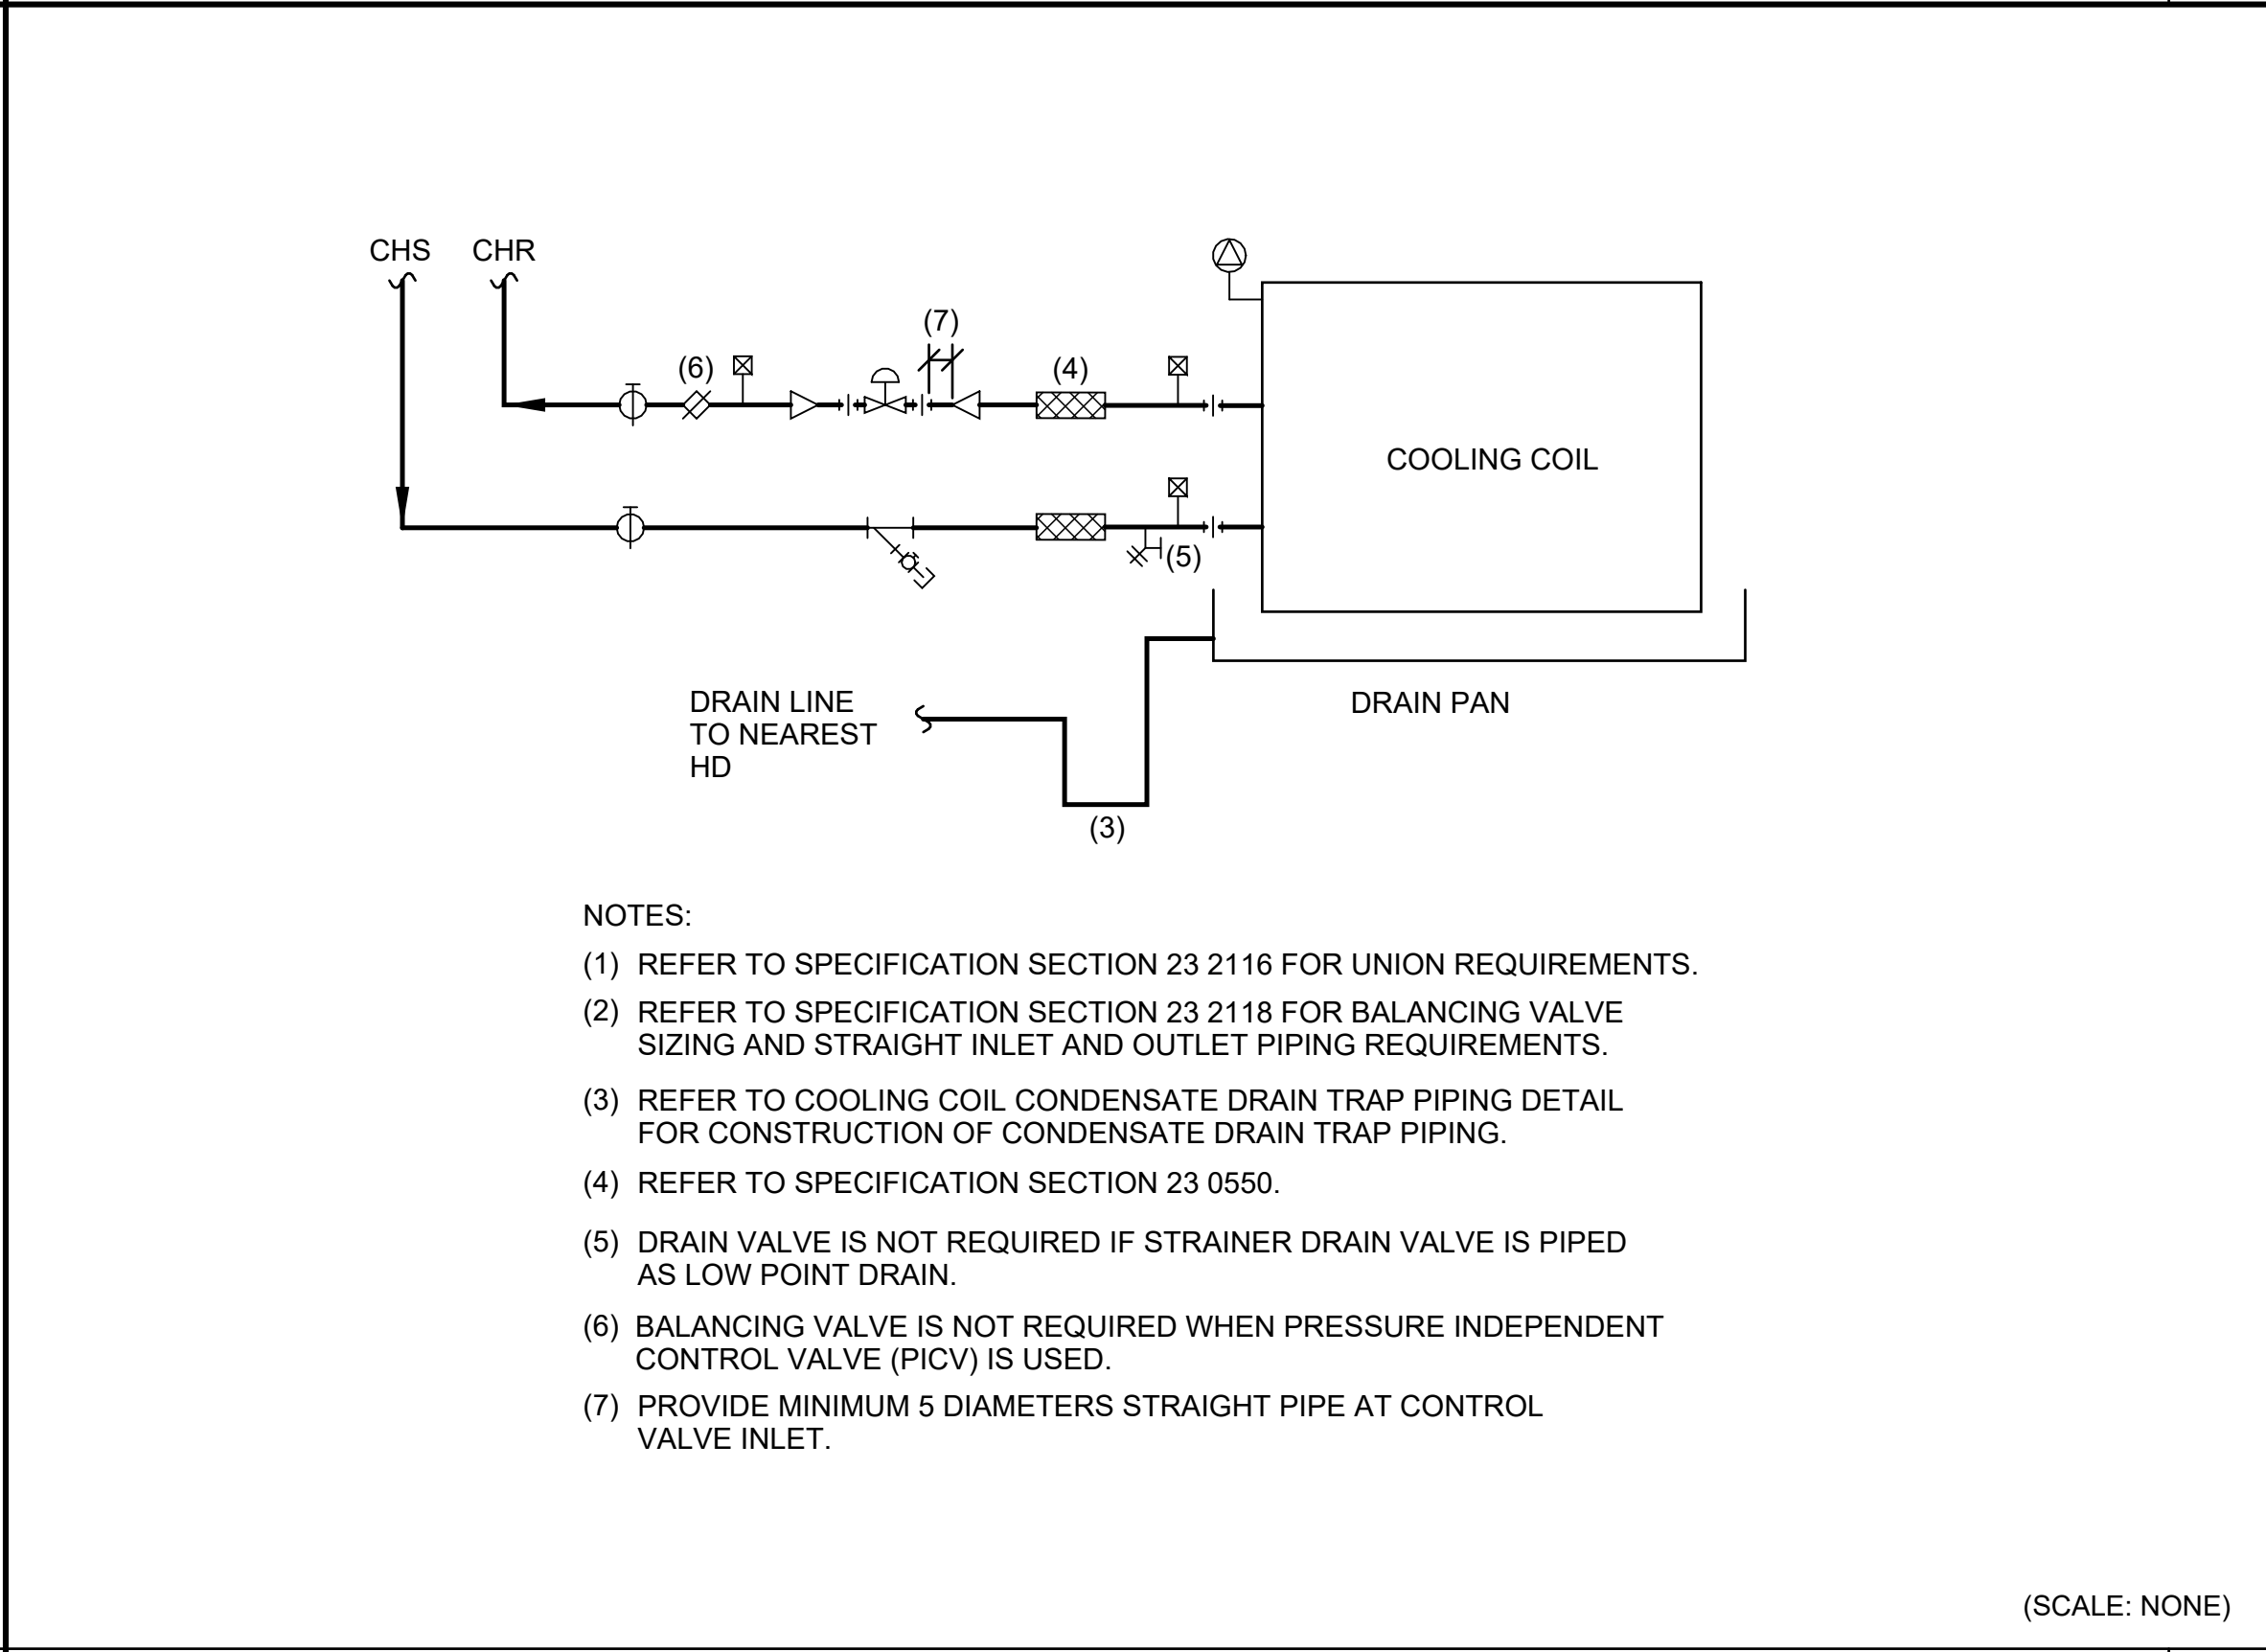 CHS CHR
(7)
(6) (4)
COOLING COIL
(5)
DRAIN LINE
TO NEAREST
HD
DRAIN PAN
(3)
NOTES:
(1) REFER TO SPECIFICATION SECTION 23 2116 FOR UNION REQUIREMENTS.
(2) REFER TO SPECIFICATION SECTION 23 2118 FOR BALANCING VALVE
SIZING AND STRAIGHT INLET AND OUTLET PIPING REQUIREMENTS.
(3) REFER TO COOLING COIL CONDENSATE DRAIN TRAP PIPING DETAIL
FOR CONSTRUCTION OF CONDENSATE DRAIN TRAP PIPING.
(4) REFER TO SPECIFICATION SECTION 23 0550.
(5) DRAIN VALVE IS NOT REQUIRED IF STRAINER DRAIN VALVE IS PIPED
AS LOW POINT DRAIN.
(6) BALANCING VALVE IS NOT REQUIRED WHEN PRESSURE INDEPENDENT
CONTROL VALVE (PICV) IS USED.
(7) PROVIDE MINIMUM 5 DIAMETERS STRAIGHT PIPE AT CONTROL
VALVE INLET.
(SCALE: NONE)